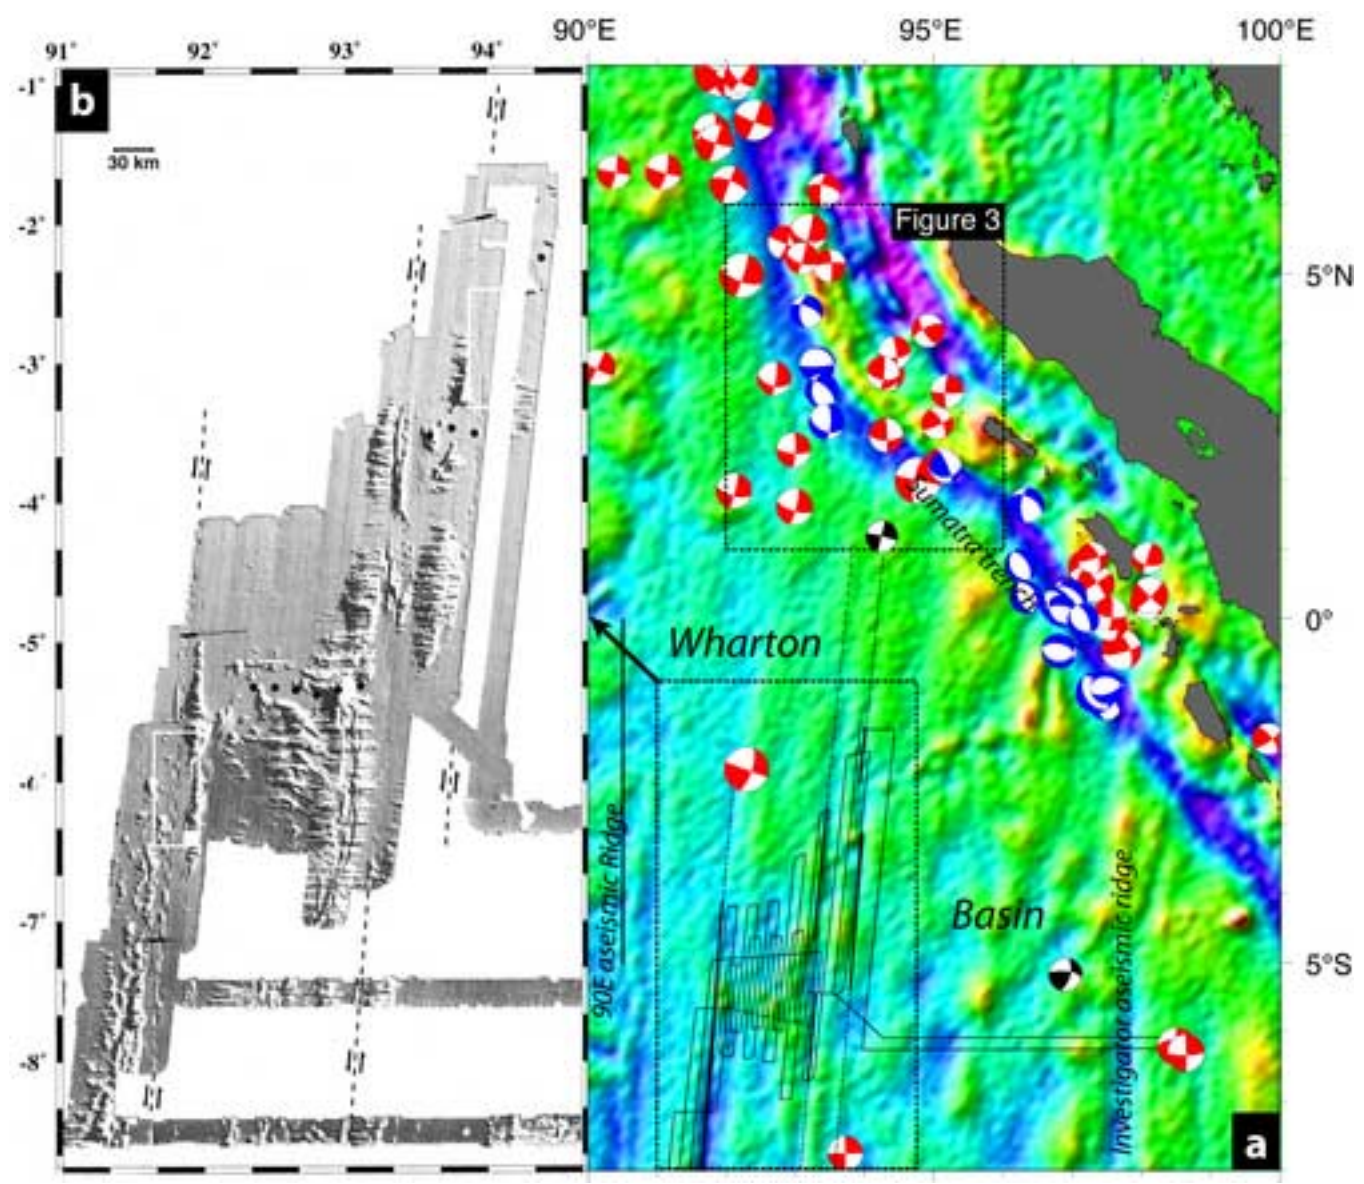 90°E 95°E 100°E
91° 92° 93° 94°
b
-1°
30 km
-2°
-3°
-4°
-5°
-6°
-7°
-8°
Figure 3
5°N
Sumatra trench
0°
Wharton
90E aseismic Ridge
Basin
Investigator aseismic ridge
5°S
a